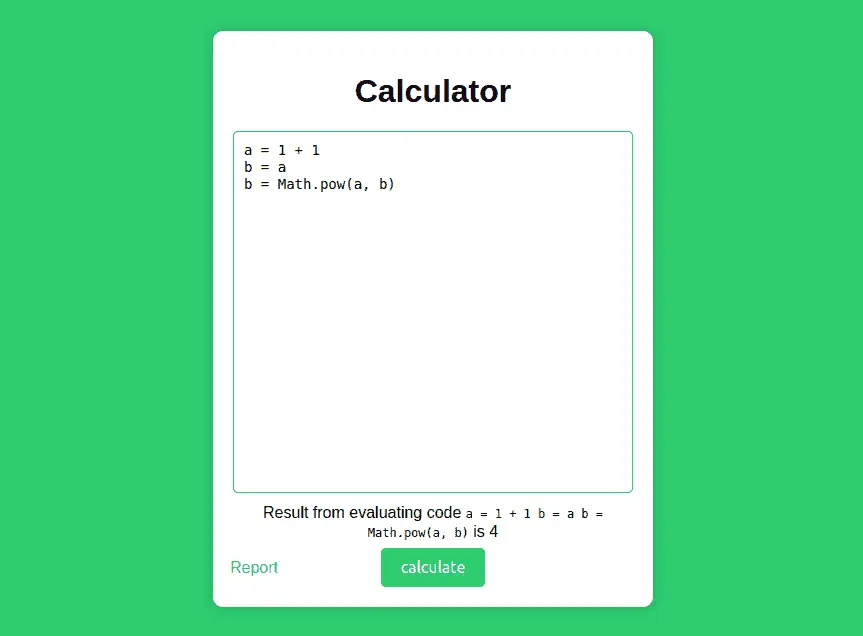 Calculator
a = 1 + 1
b = a
b = Math.pow(a, b)
Result from evaluating code a = 1 + 1 b = a b =
Math.pow(a, b) is 4
Report
calculate